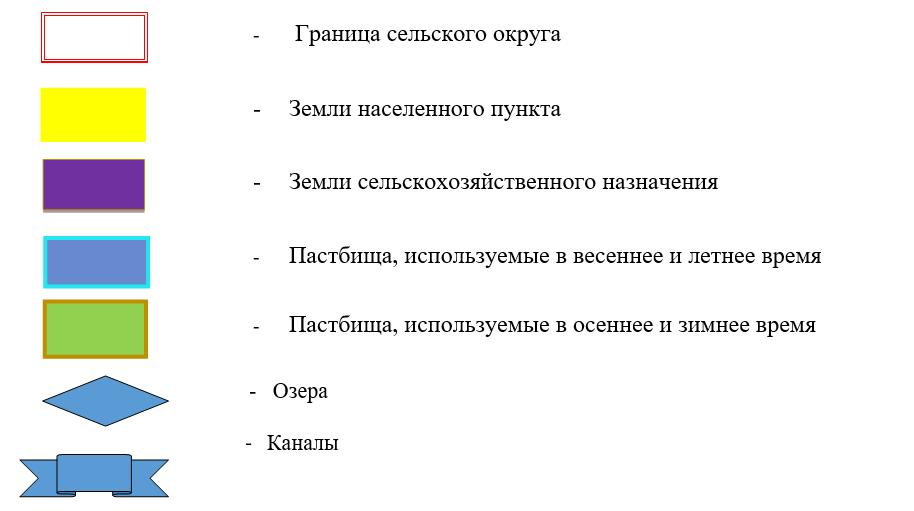 - Граница сельского округа
- Земли населенного пункта
- Земли сельскохозяйственного назначения
- Пастбища, используемые в весеннее и летнее время
- Пастбища, используемые в осеннее и зимнее время
- Озера
- Каналы